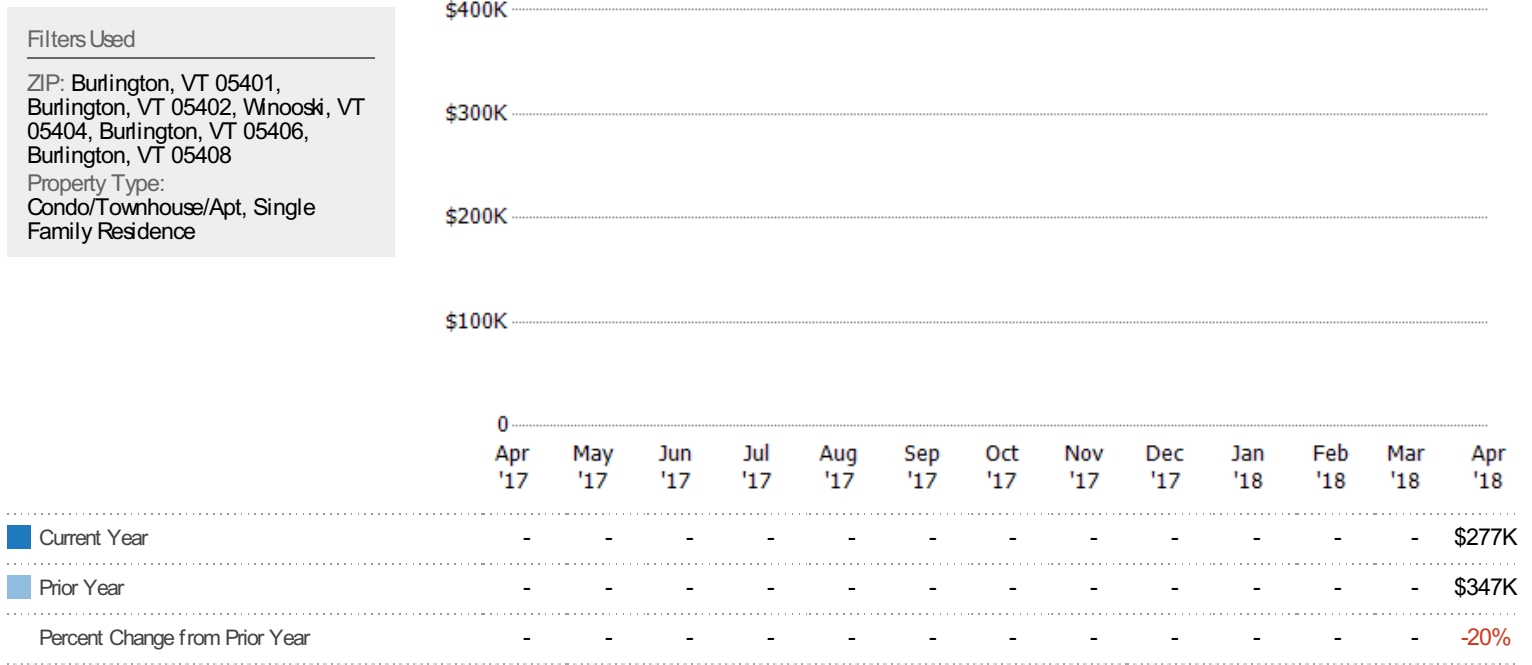 Filters Used
ZIP: Burlington, VT 05401,
Burlington, VT 05402, Winooski, VT
05404, Burlington, VT 05406,
Burlington, VT 05408
Property Type:
Condo/Townhouse/Apt, Single
Family Residence
$400K
$300K
$200K
$100K
0
Apr May Jun Jul Aug Sep Oct Nov Dec Jan Feb Mar Apr
'17 '17 '17 '17 '17 '17 '17 '17 '17 '18 '18 '18 '18
Current Year - - - - - - - - - - - - $277K
Prior Year - - - - - - - - - - - - $347K
Percent Change from Prior Year - - - - - - - - - - - - -20%